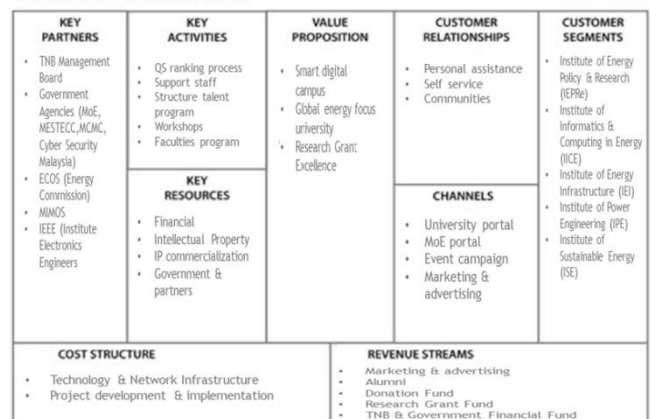 KEY
PARTNERS
• TNB Management
Board
• Government
Agencies (MoE,
MESTECC,MCMC,
Cyber Security
Malaysia)
• ECOS (Energy
Commission)
• MIMOS
• IEEE (Institute
Electronics
Engineers
KEY
ACTIVITIES
• QS ranking process
• Support staff
• Structure talent
program
• Workshops
• Faculties program
KEY
RESOURCES
• Financial
• Intellectual Property
• IP commercialization
• Government &
partners
VALUE
PROPOSITION
• Smart digital
campus
• Global energy focus
university
• Research Grant
Excellence
CUSTOMER
RELATIONSHIPS
• Personal assistance
• Self service
• Communities
CHANNELS
• University portal
• MoE portal
• Event campaign
• Marketing &
advertising
CUSTOMER
SEGMENTS
• Institute of Energy
Policy & Research
(IEPRe)
• Institute of
Informatics &
Computing in Energy
(IICE)
• Institute of Energy
Infrastructure (IEI)
• Institute of Power
Engineering (IPE)
• Institute of
Sustainable Energy
(ISE)
COST STRUCTURE
• Technology & Network Infrastructure
• Project development & implementation
REVENUE STREAMS
• Marketing & advertising
• Alumni
• Donation Fund
• Research Grant Fund
• TNB & Government Financial Fund